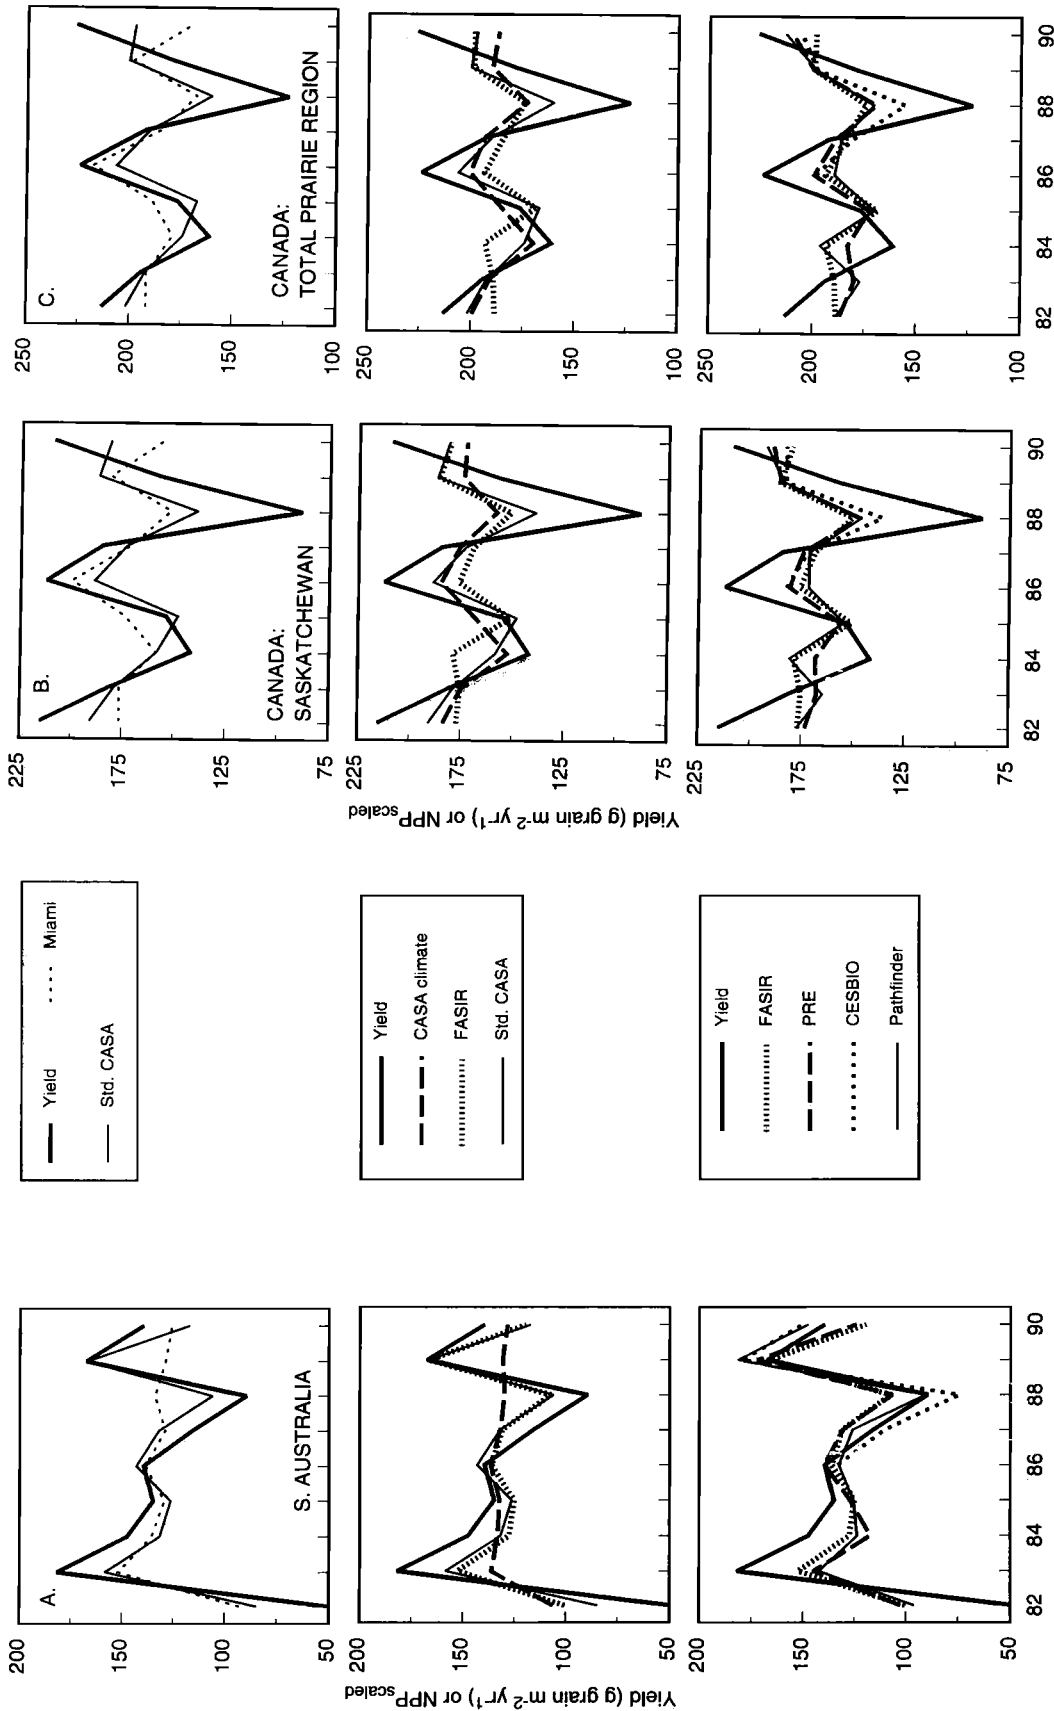 A.
S. AUSTRALIA
200
150
100
50
Yield
Miami
Std. CASA
B.
CANADA:
SASKATCHEWAN
225
175
125
75
C.
CANADA:
TOTAL PRAIRIE REGION
250
200
150
100
Yield (g grain m-2 yr-1) or NPPscaled
200
150
100
50
Yield
CASA climate
FASIR
Std. CASA
Yield (g grain m-2 yr-1) or NPPscaled
225
175
125
75
250
200
150
100
200
150
100
50
82
84
86
88
90
Yield
FASIR
PRE
CESBIO
Pathfinder
225
175
125
75
82
84
86
88
90
250
200
150
100
82
84
86
88
90